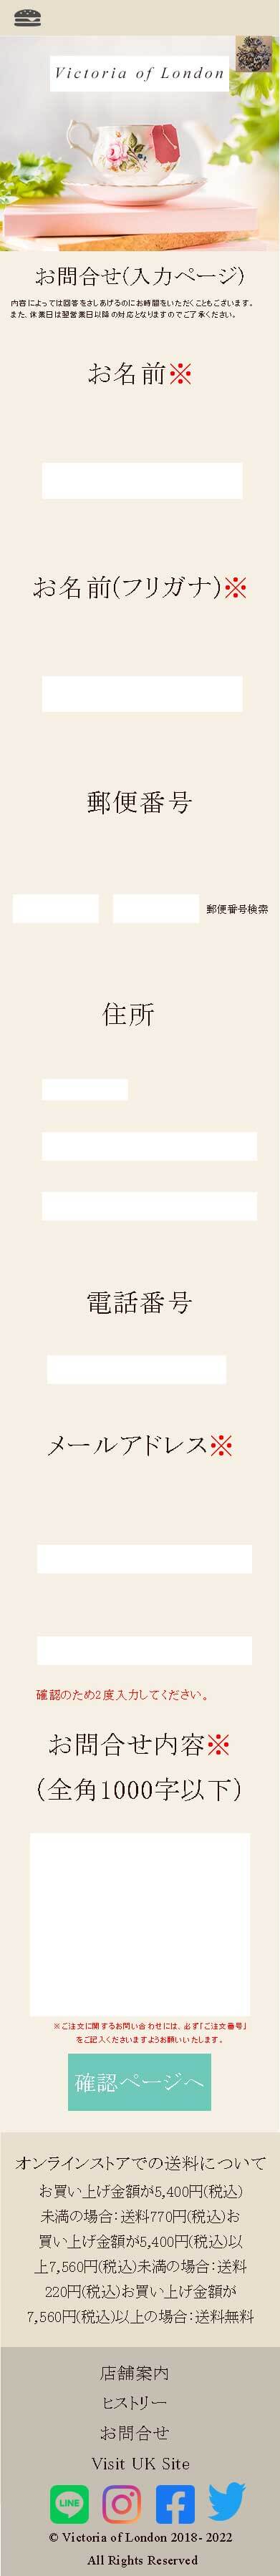 Victoria of London
お問合せ(入力ページ)
内容によっては回答をさしあげるのにお時間をいただくこともございます。
また、休業日は翌営業日以降の対応となりますのでご了承ください。
お名前※
お名前(フリガナ)※
郵便番号
郵便番号検索
住所
電話番号
メールアドレス※
確認のため2度入力してください。
お問合せ内容※
(全角1000字以下)
※ご注文に関するお問い合わせには、必ず「ご注文番号」
をご記入くださいますようお願いいたします。
確認ページへ
オンラインストアでの送料について
お買い上げ金額が5,400円(税込)
未満の場合：送料770円(税込)お
買い上げ金額が5,400円(税込)以
上7,560円(税込)未満の場合：送料
220円(税込)お買い上げ金額が
7,560円(税込)以上の場合：送料無料
店舗案内
ヒストリー
お問合せ
Visit UK Site
LINE
© Victoria of London 2018- 2022
All Rights Reserved